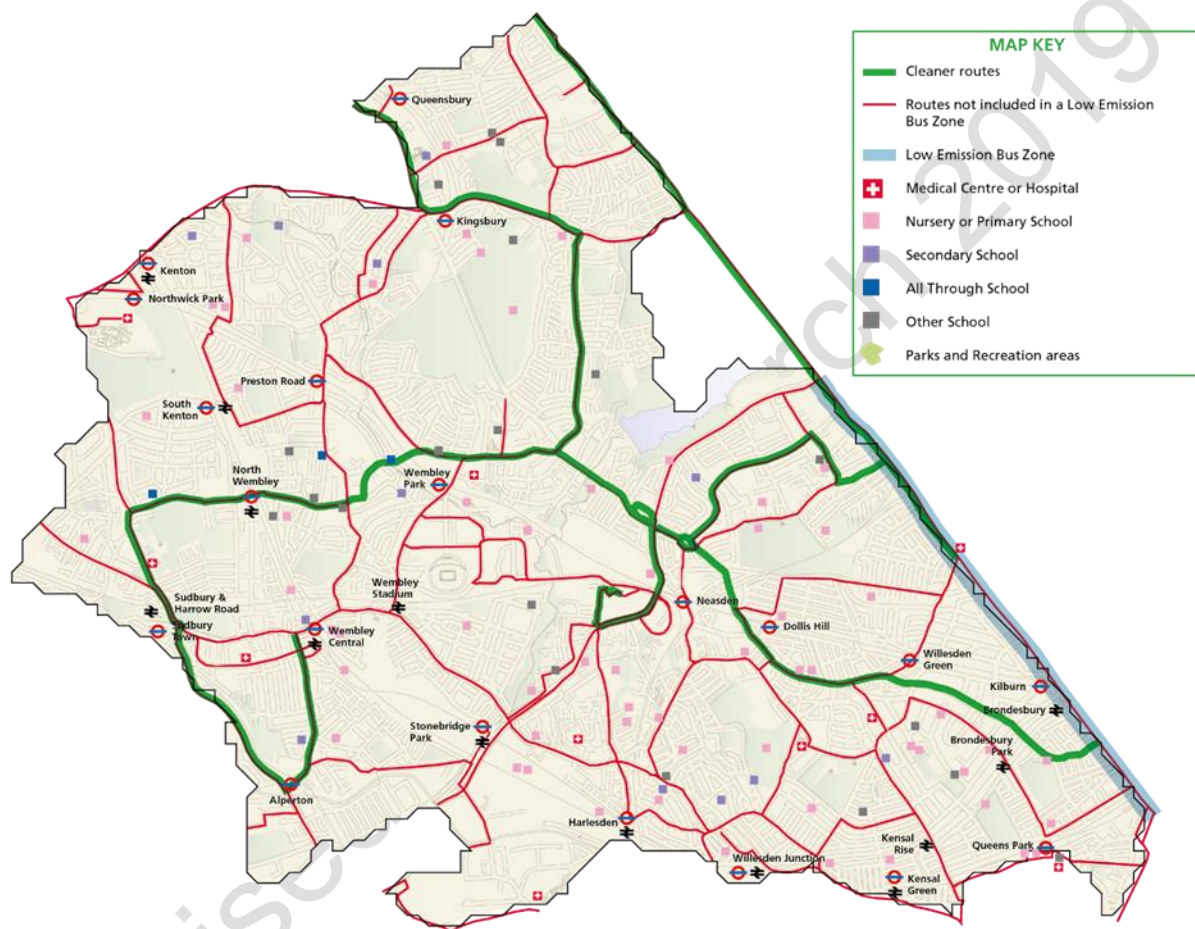 MAP KEY
Cleaner routes
Routes not included in a Low Emission
Bus Zone
Low Emission Bus Zone
Medical Centre or Hospital
Nursery or Primary School
Secondary School
All Through School
Other School
Parks and Recreation areas
Queensbury
Kingsbury
Kenton
Northwick Park
Preston Road
South
Kenton
North
Wembley
Wembley
Park
Wembley
Stadium
Sudbury &
Harrow Road
Sudbury
Town
Wembley
Central
Neasden
Dollis Hill
Willesden
Green
Kilburn
Brondesbury
Brondesbury
Park
Stonebridge
Park
Alperton
Harlesden
Willesden Junction
Kensal
Rise
Kensal
Green
Queens Park
2019